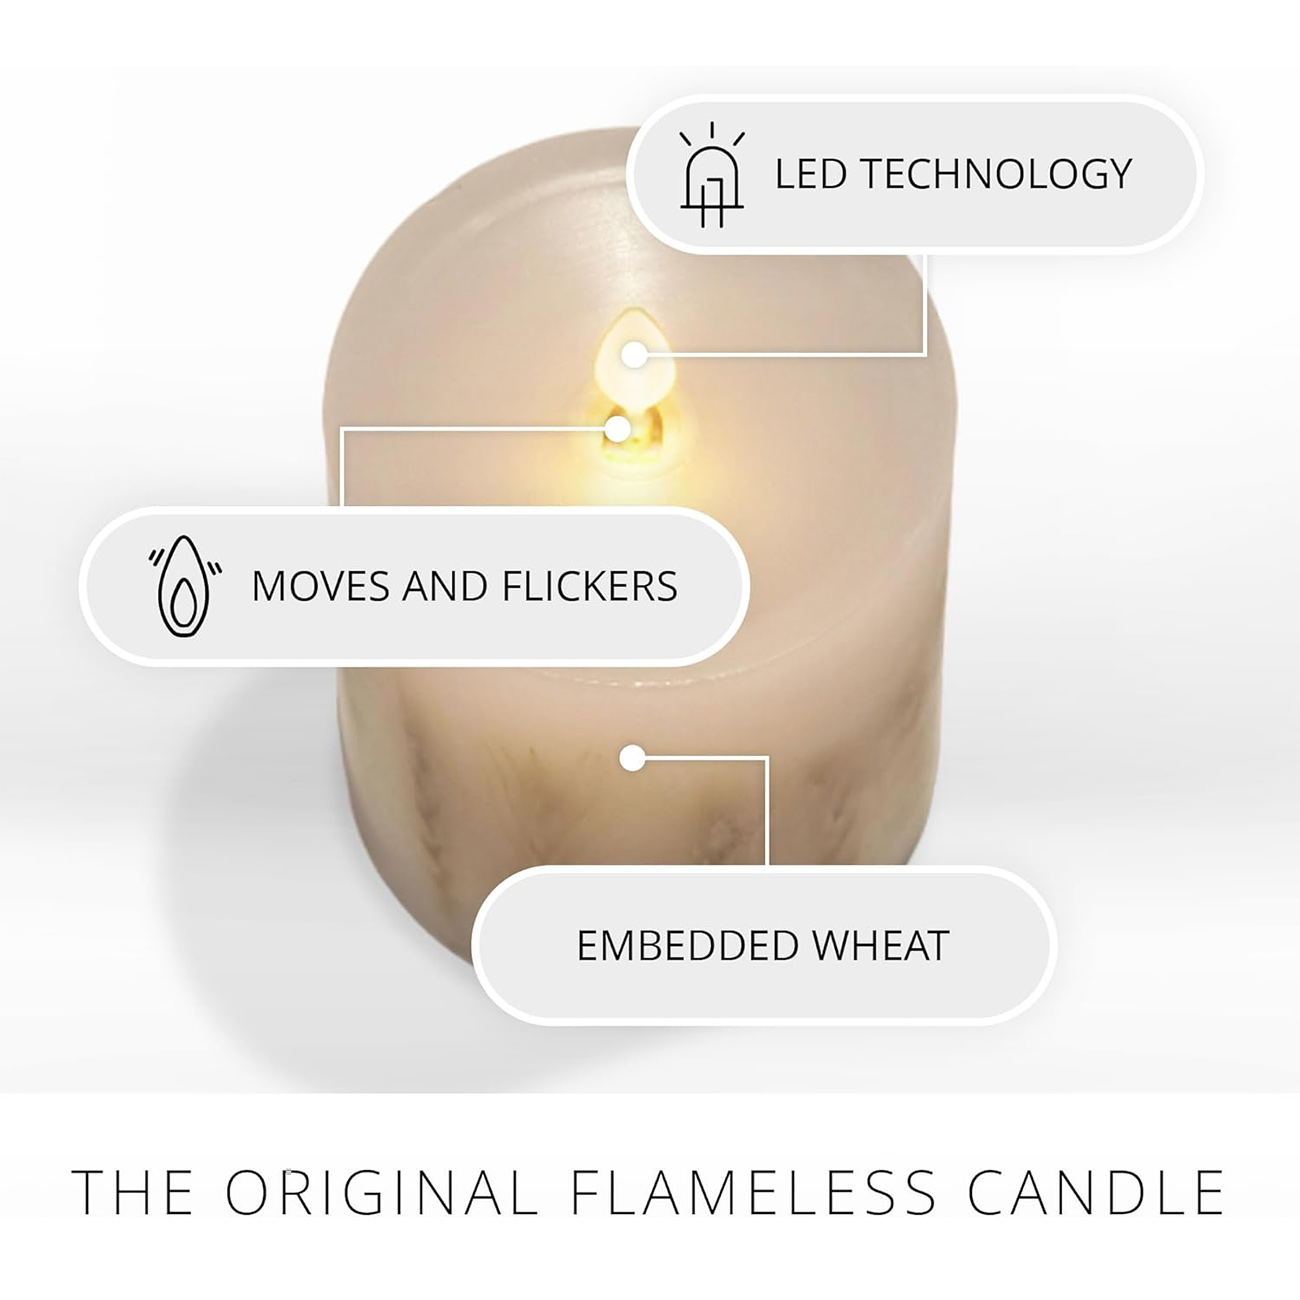 LED TECHNOLOGY
MOVES AND FLICKERS
EMBEDDED WHEAT
THE ORIGINAL FLAMELESS CANDLE